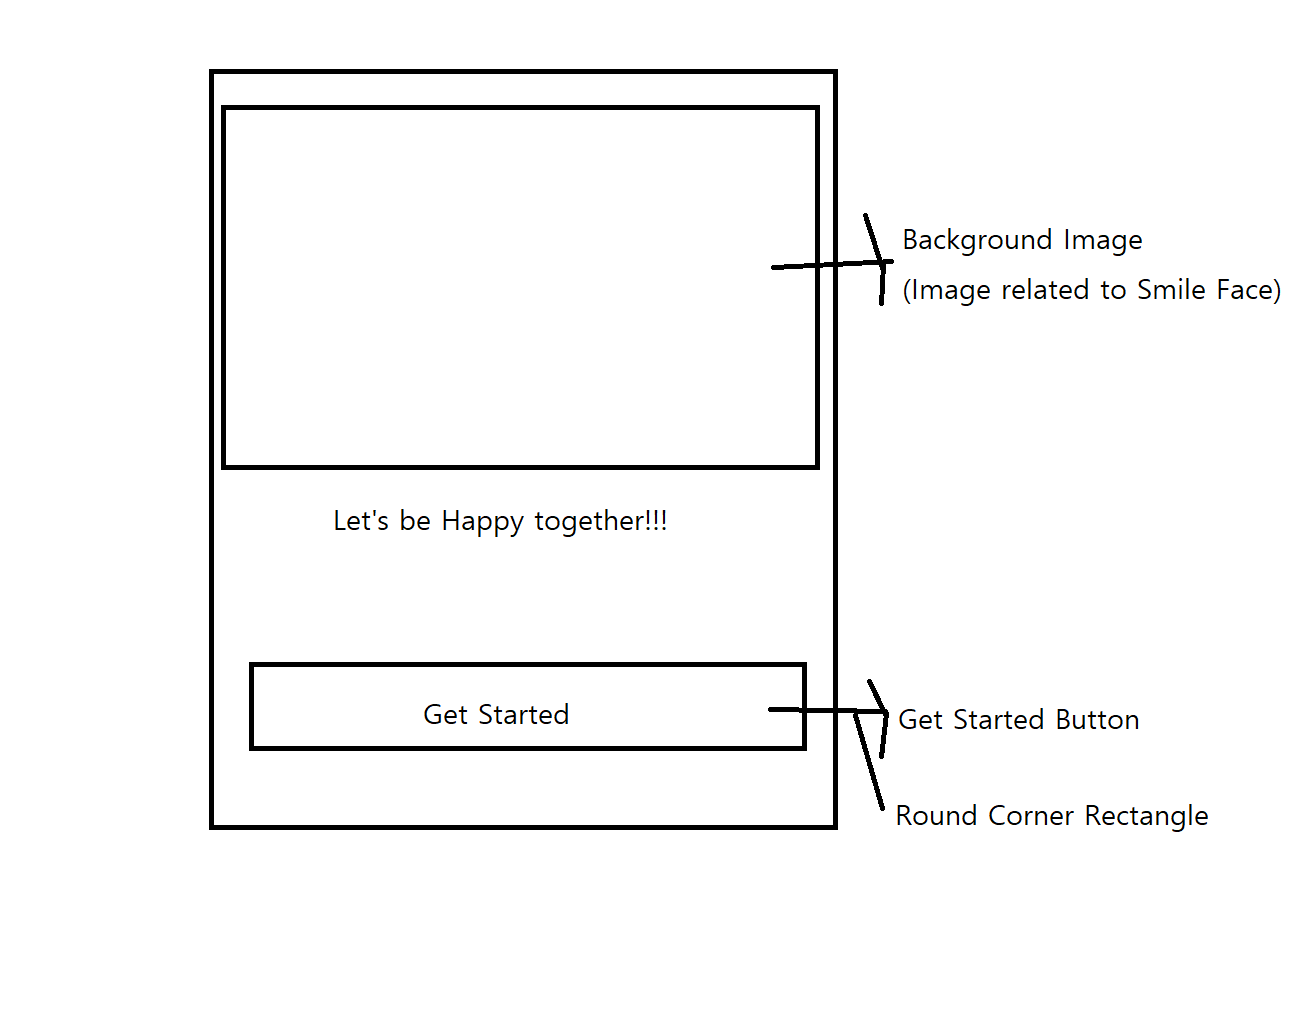 Background Image
(Image related to Smile Face)
Let's be Happy together!!!
Get Started
Get Started Button
Round Corner Rectangle